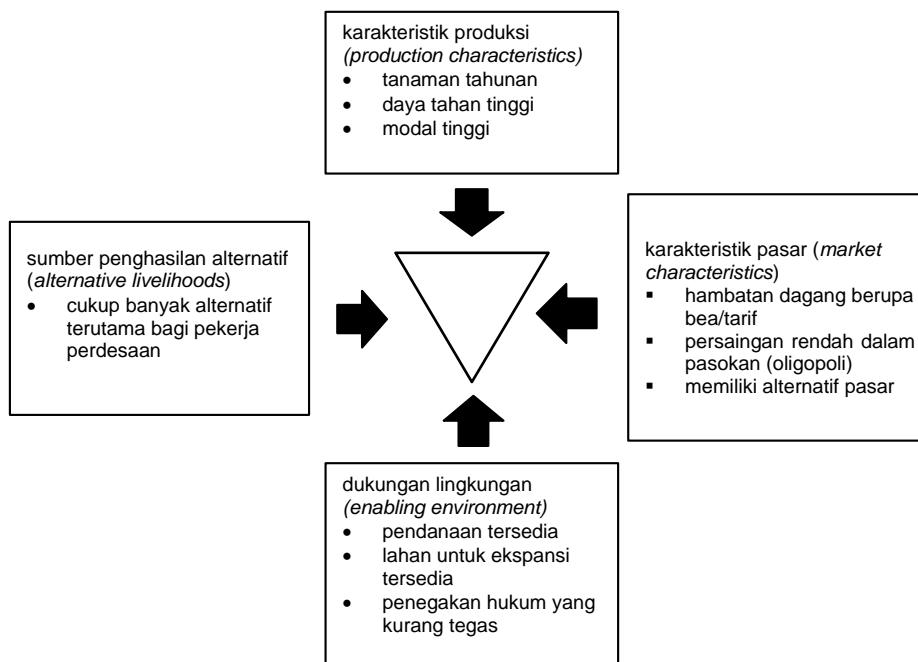 karakteristik produksi
(production characteristics)
• tanaman tahunan
• daya tahan tinggi
• modal tinggi
sumber penghasilan alternatif
(alternative livelihoods)
• cukup banyak alternatif
terutama bagi pekerja
perdesaan
karakteristik pasar (market
characteristics)
▪ hambatan dagang berupa
bea/tarif
▪ persaingan rendah dalam
pasokan (oligopoli)
▪ memiliki alternatif pasar
dukungan lingkungan
(enabling environment)
• pendanaan tersedia
• lahan untuk ekspansi
tersedia
• penegakan hukum yang
kurang tegas